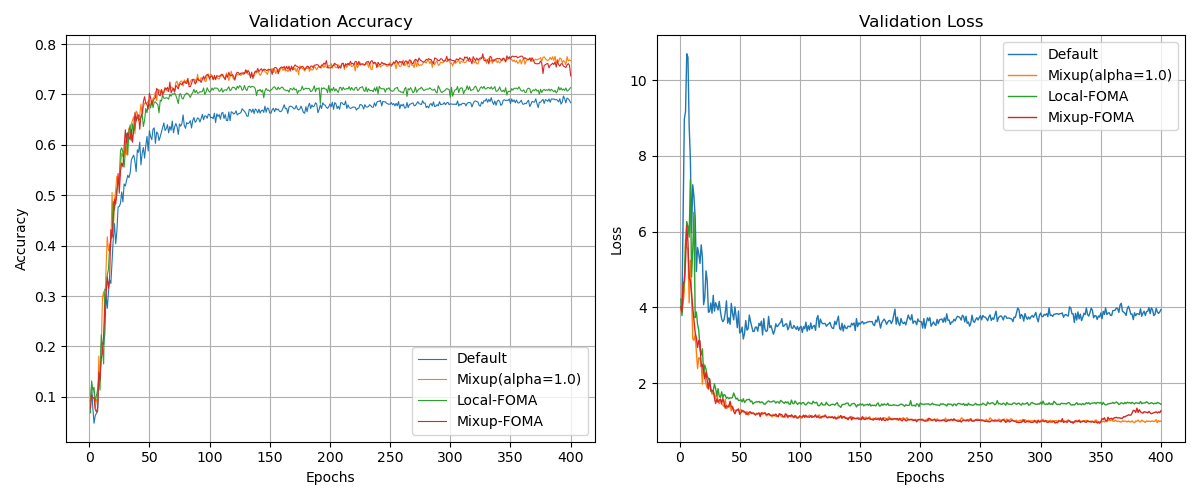 Validation Accuracy
Accuracy
0.8
0.7
0.6
0.5
0.4
0.3
0.2
0.1
0 50 100 150 200 250 300 350 400
Epochs
Default
Mixup(alpha=1.0)
Local-FOMA
Mixup-FOMA
Validation Loss
Loss
10
8
6
4
2
0 50 100 150 200 250 300 350 400
Epochs
Default
Mixup(alpha=1.0)
Local-FOMA
Mixup-FOMA